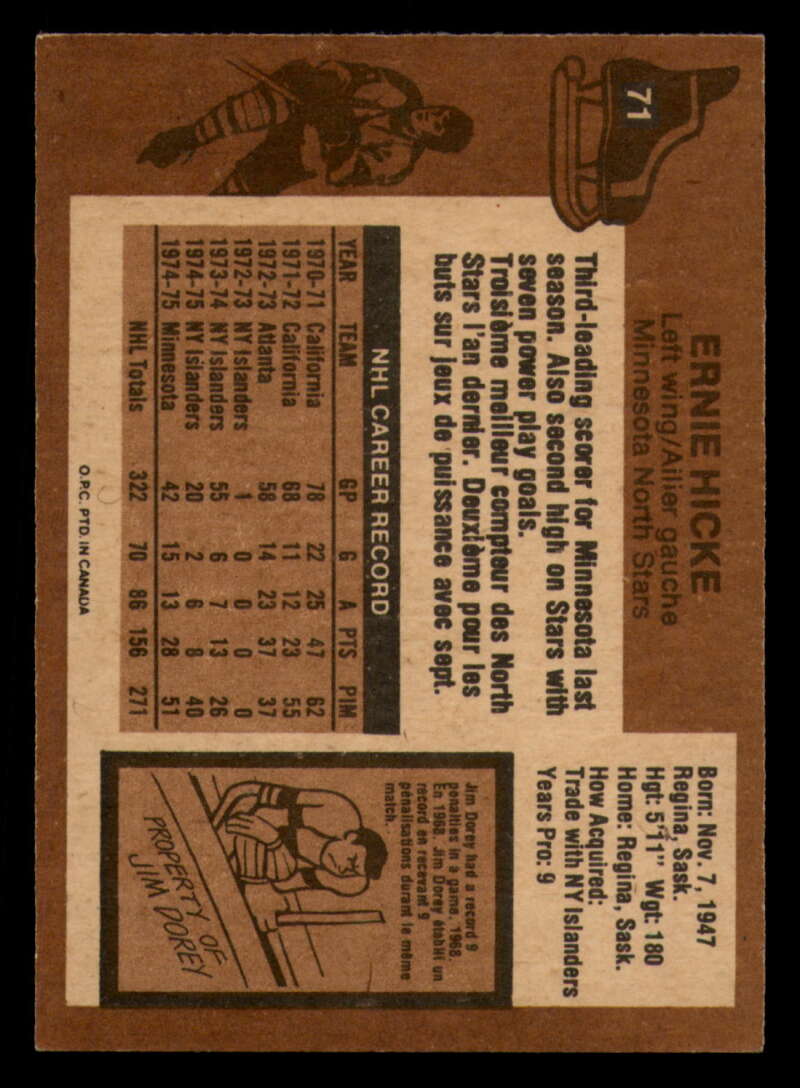 71
ERNIE HICKE
Left wing/Ailier gauche
Minnesota North Stars
Born: Nov. 7, 1947
Regina, Sask.
Hgt: 5'11" Wgt: 180
Home: Regina, Sask.
How Acquired:
Trade with NY Islanders
Years Pro: 9
Third-leading scorer for Minnesota last
season. Also second high on Stars with
seven power play goals.
Troisième meilleur compteur des North
Stars l'an dernier. Deuxième pour les
buts sur jeux de puissance avec sept.
NHL CAREER RECORD
YEAR TEAM GP G A PTS PIM
1970-71 California 78 22 25 47 62
1971-72 California 68 11 12 23 55
1972-73 Atlanta 58 14 23 37 37
1972-73 NY Islanders 1 0 0 0 0
1973-74 NY Islanders 55 6 7 13 26
1974-75 NY Islanders 20 2 6 8 40
1974-75 Minnesota 42 15 13 28 51
NHL Totals 322 70 86 156 271
Jim Dorey had a record 9
penalties in a game, 1968.
En 1968, Jim Dorey établit un
record en recevant 9
pénalisations durant le même
match.
PROPERTY OF
JIM DOREY
O.P.C. PTD. IN CANADA